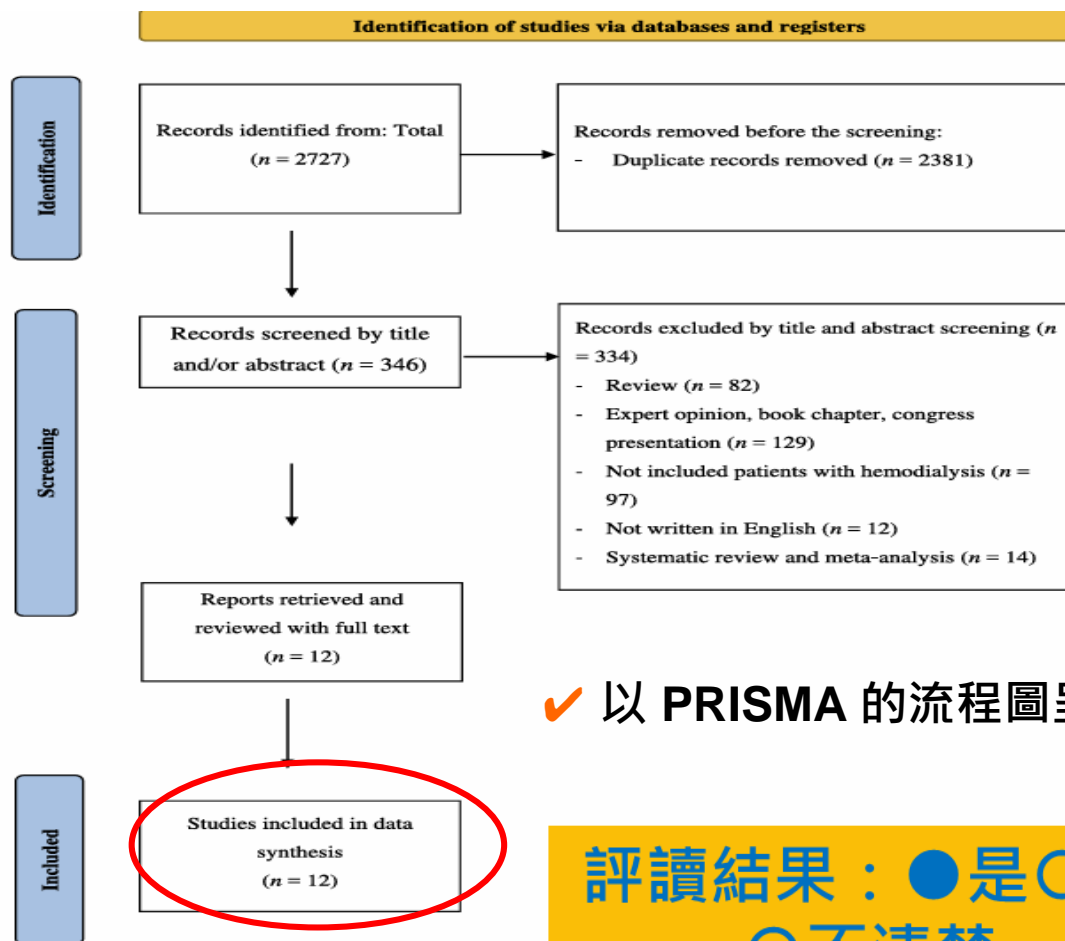 Identification of studies via databases and registers
Identification
Records identified from: Total
(n = 2727)
Records removed before the screening:
- Duplicate records removed (n = 2381)
Screening
Records screened by title
and/or abstract (n = 346)
Records excluded by title and abstract screening (n
= 334)
- Review (n = 82)
- Expert opinion, book chapter, congress
presentation (n = 129)
- Not included patients with hemodialysis (n =
97)
- Not written in English (n = 12)
- Systematic review and meta-analysis (n = 14)
Reports retrieved and
reviewed with full text
(n = 12)
✔ 以 PRISMA 的流程圖
Included
Studies included in data
synthesis
(n = 12)
評讀結果：●是○